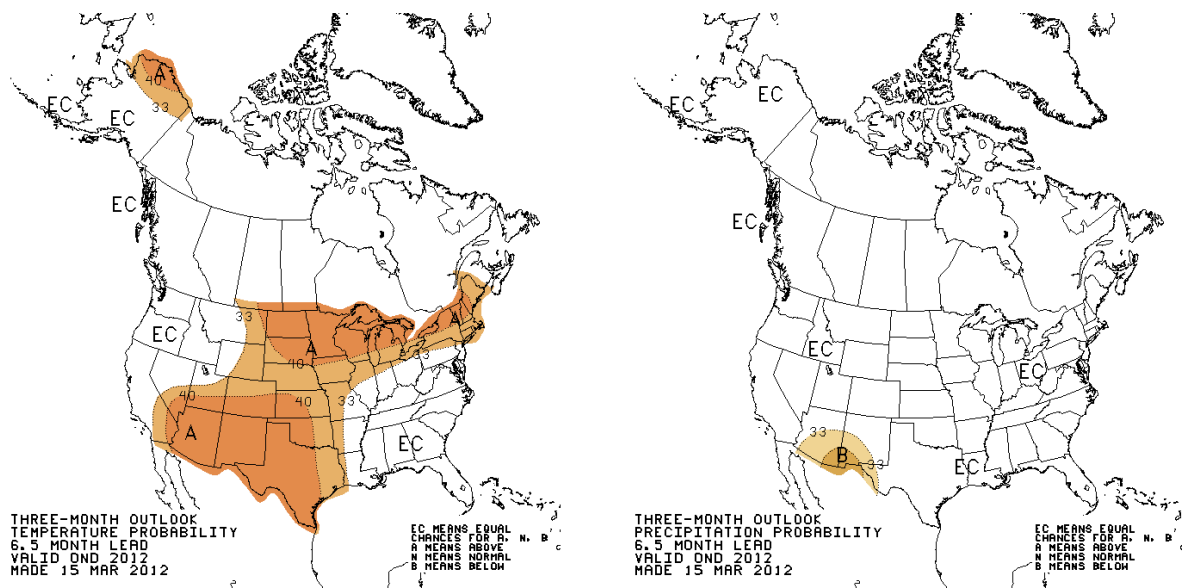 A
40
33
EC
EC
EC
33
EC
A
A
40
33
40
40
33
A
EC
THREE-MONTH OUTLOOK
TEMPERATURE PROBABILITY
6.5 MONTH LEAD
VALID OND 2012
MADE 15 MAR 2012
EC MEANS EQUAL
CHANCES FOR A, N, B
A MEANS ABOVE
N MEANS NORMAL
B MEANS BELOW
EC
EC
EC
EC
EC
33
B
33
EC
THREE-MONTH OUTLOOK
PRECIPITATION PROBABILITY
6.5 MONTH LEAD
VALID OND 2012
MADE 15 MAR 2012
EC MEANS EQUAL
CHANCES FOR A, N, B
A MEANS ABOVE
N MEANS NORMAL
B MEANS BELOW